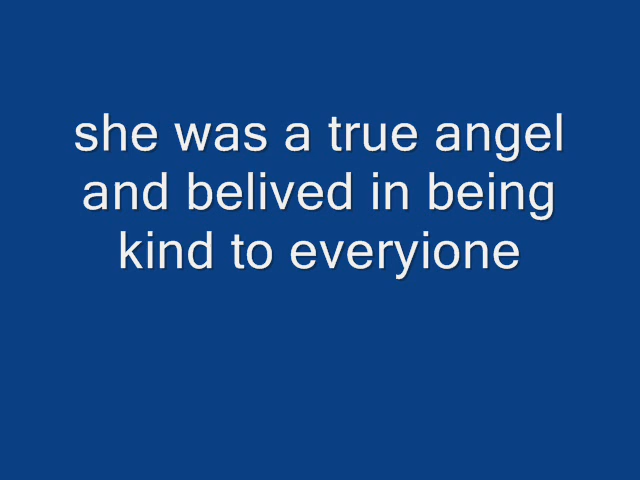 she was a true angel
and belived in being
kind to everyione